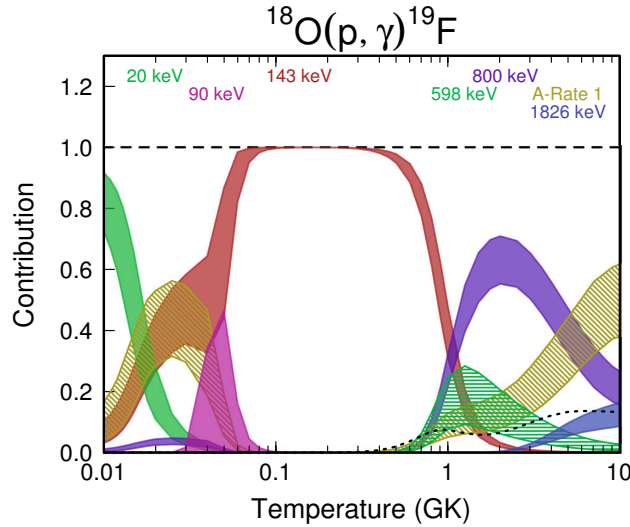 ¹⁸O(p, γ)¹⁹F
20 keV 143 keV 800 keV
90 keV 598 keV A-Rate 1
1826 keV
1.2
1.0
0.8
0.6
0.4
0.2
0.0
Contribution
0.01 0.1 1 10
Temperature (GK)